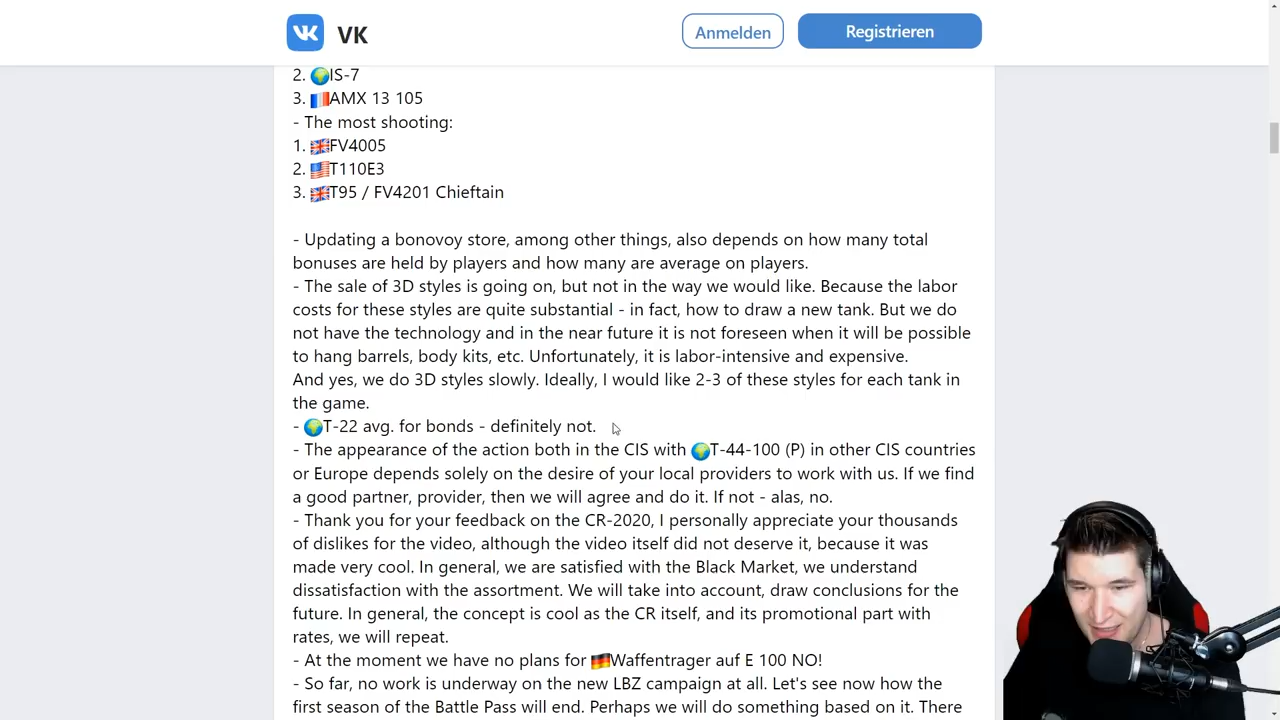 VK
Anmelden
Registrieren
2. IS-7
3. AMX 13 105
- The most shooting:
1. FV4005
2. T110E3
3. T95 / FV4201 Chieftain
- Updating a bonovoy store, among other things, also depends on how many total
bonuses are held by players and how many are average on players.
- The sale of 3D styles is going on, but not in the way we would like. Because the labor
costs for these styles are quite substantial - in fact, how to draw a new tank. But we do
not have the technology and in the near future it is not foreseen when it will be possible
to hang barrels, body kits, etc. Unfortunately, it is labor-intensive and expensive.
And yes, we do 3D styles slowly. Ideally, I would like 2-3 of these styles for each tank in
the game.
- T-22 avg. for bonds - definitely not.
- The appearance of the action both in the CIS with T-44-100 (P) in other CIS countries
or Europe depends solely on the desire of your local providers to work with us. If we find
a good partner, provider, then we will agree and do it. If not - alas, no.
- Thank you for your feedback on the CR-2020, I personally appreciate your thousands
of dislikes for the video, although the video itself did not deserve it, because it was
made very cool. In general, we are satisfied with the Black Market, we understand
dissatisfaction with the assortment. We will take into account, draw conclusions for the
future. In general, the concept is cool as the CR itself, and its promotional part with
rates, we will repeat.
- At the moment we have no plans for Waffentrager auf E 100 NO!
- So far, no work is underway on the new LBZ campaign at all. Let's see now how the
first season of the Battle Pass will end. Perhaps we will do something based on it. There